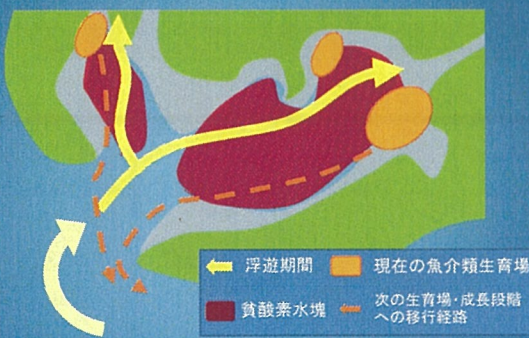 浮遊期間
現在の魚介類生育場
貧酸素水塊
次の生育場・成長段階
への移行経路